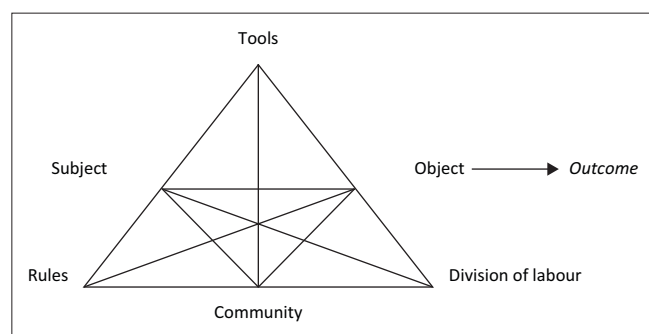 Tools
Subject
Object
Outcome
Rules
Division of labour
Community